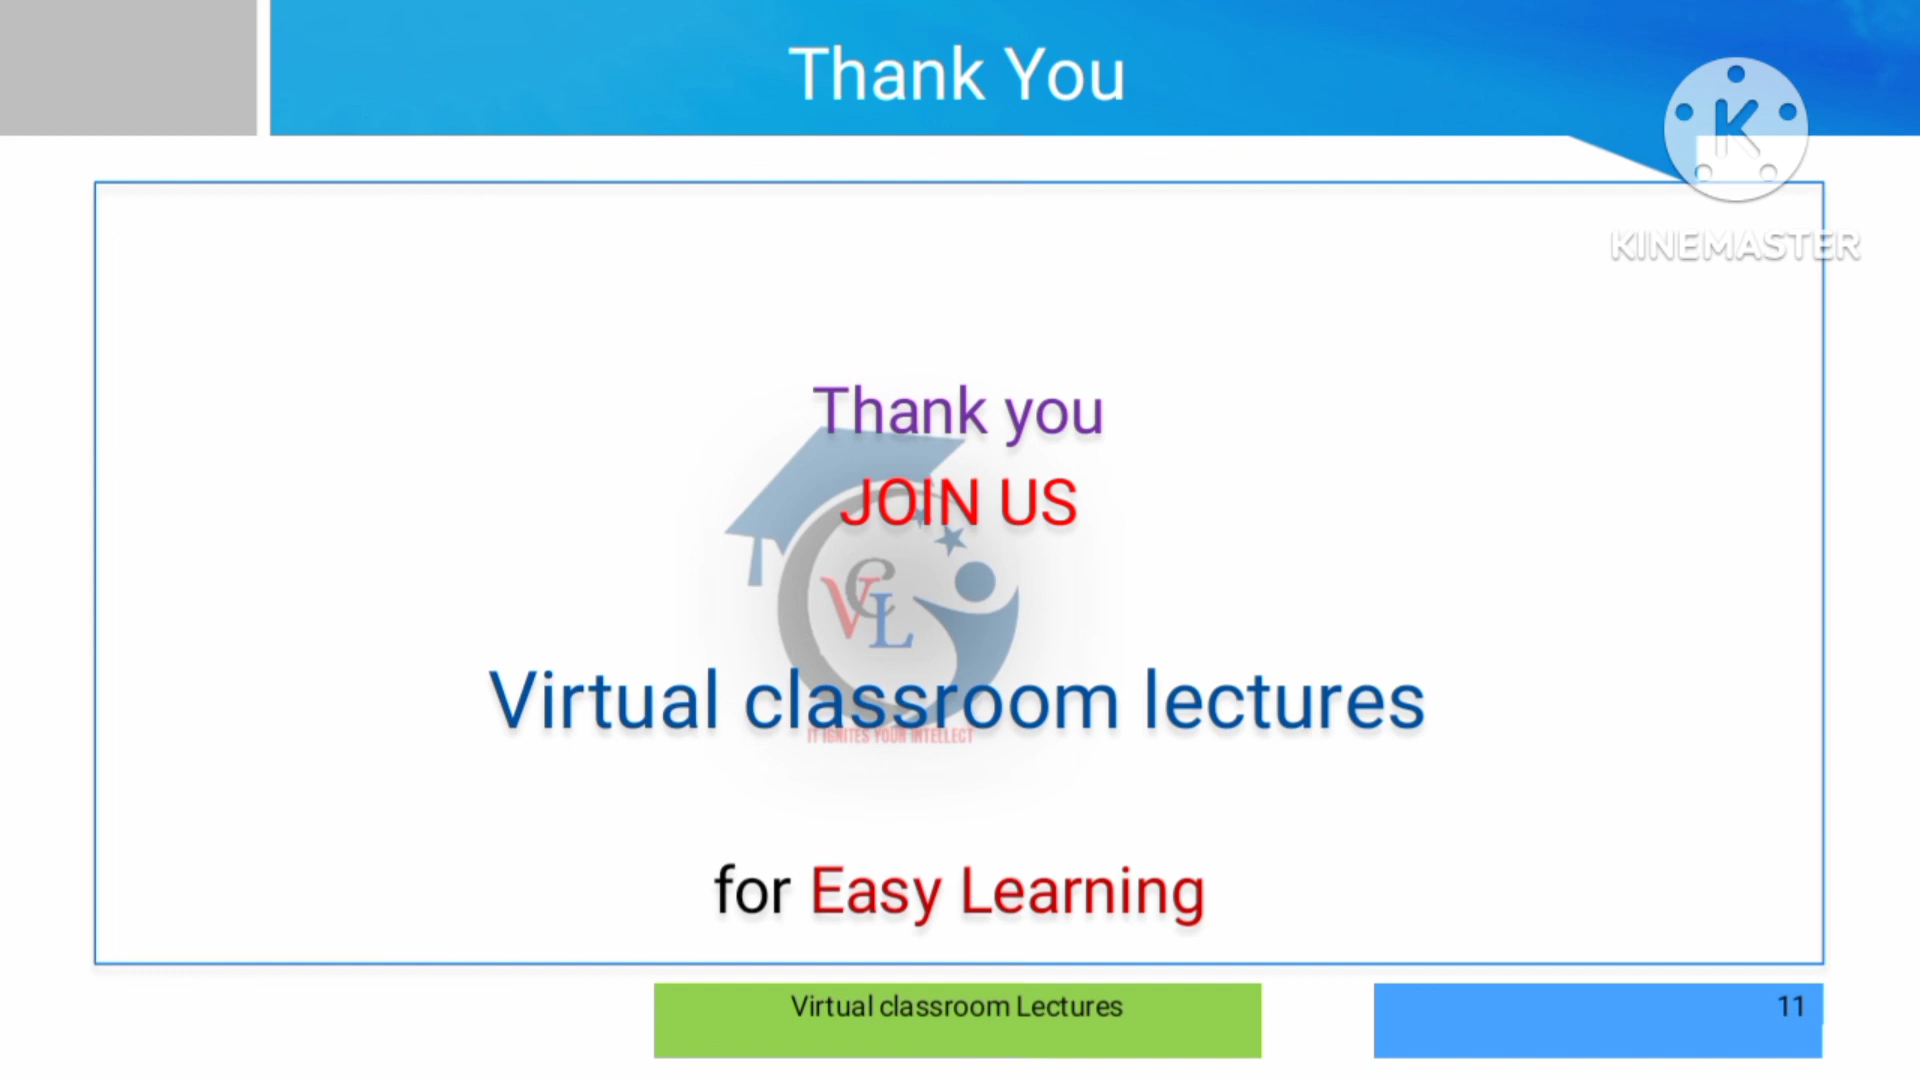 Thank You
K
KINEMASTER
Thank you
JOIN US
VCL
Virtual classroom lectures
IT IGNITES YOUR INTELLECT
for Easy Learning
Virtual classroom Lectures
11